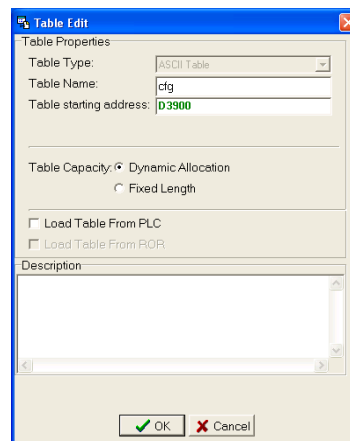 Table Edit
Table Properties
Table Type: ASCII Table
Table Name: cfg
Table starting address: D3900
Table Capacity: Dynamic Allocation
Fixed Length
Load Table From PLC
Load Table From ROR
Description
OK Cancel